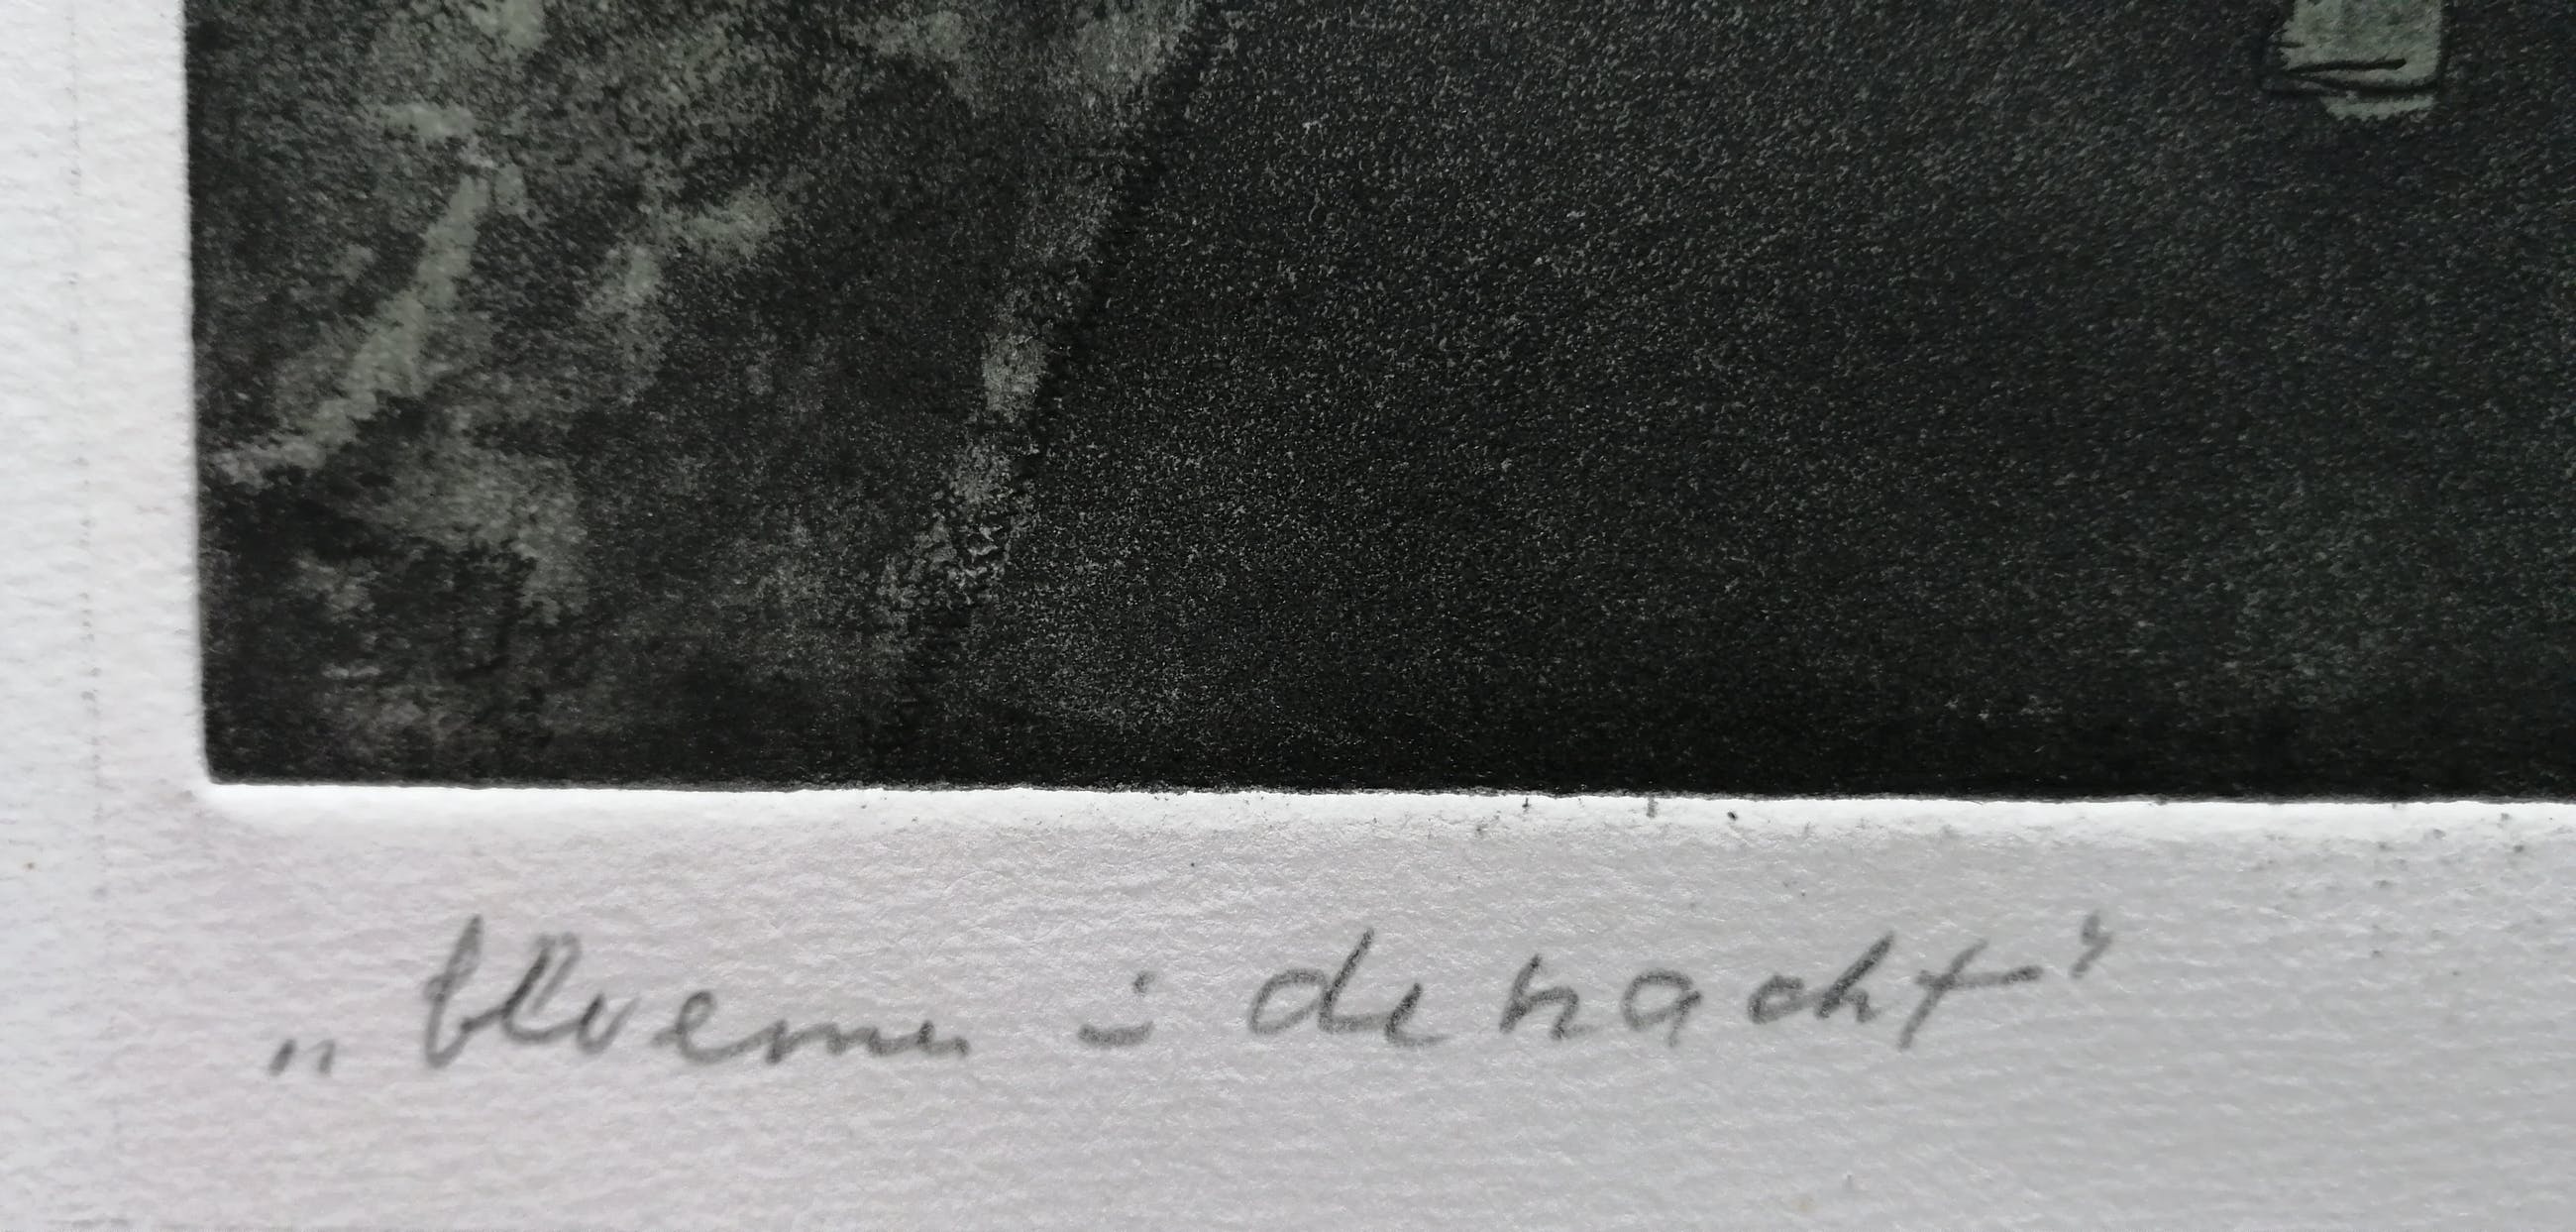 „bloemen in de nacht"